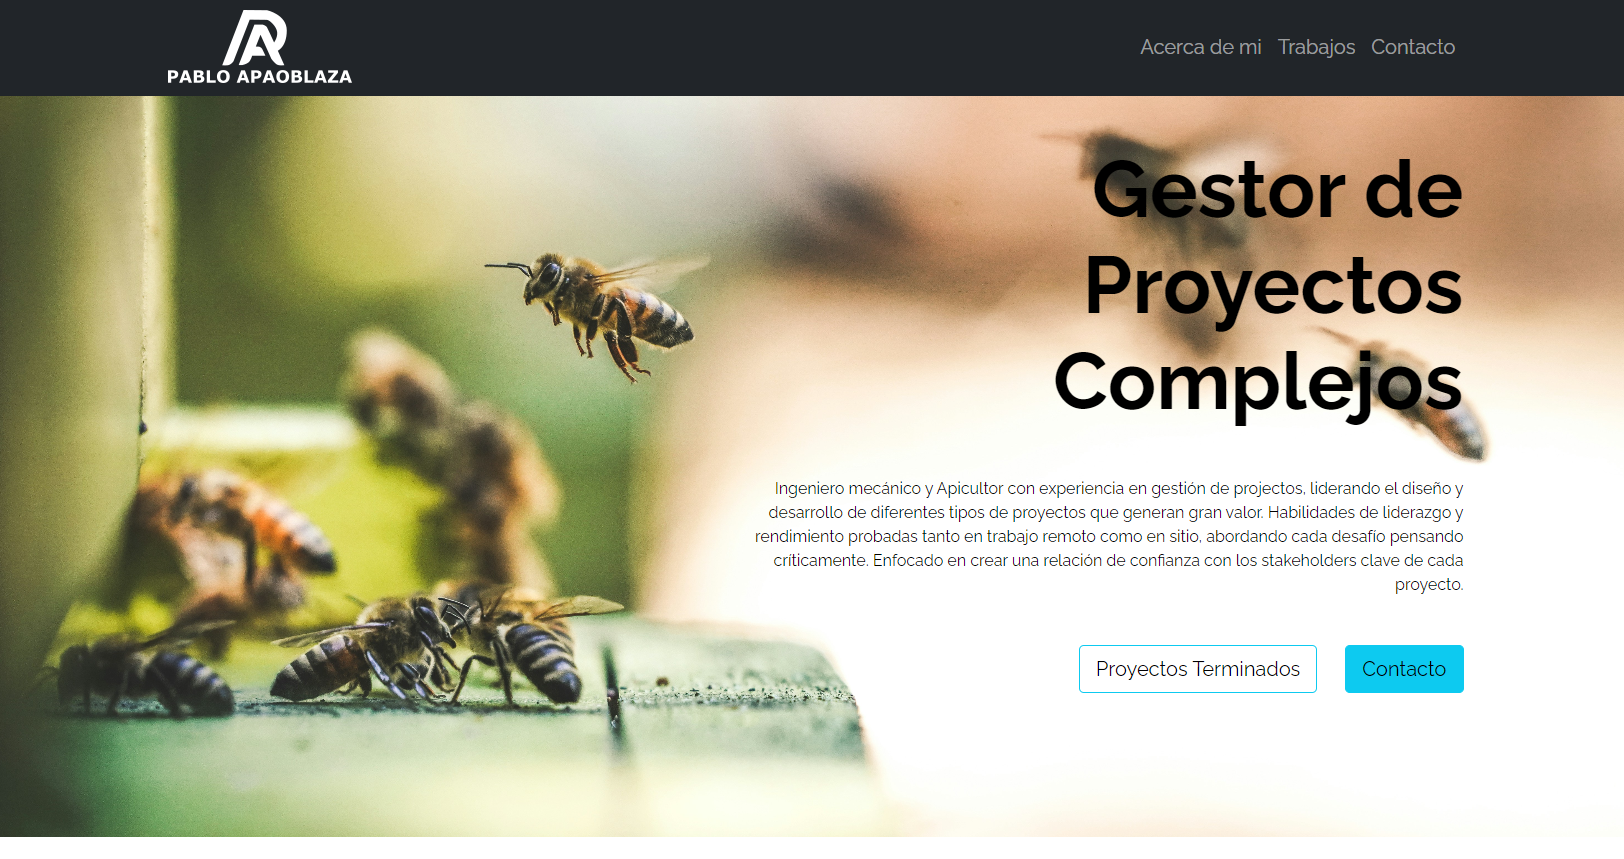 PABLO APAOBLAZA
Acerca de mi Trabajos Contacto
Gestor de
Proyectos
Complejos
Ingeniero mecánico y Apicultor con experiencia en gestión de projectos, liderando el diseño y
desarrollo de diferentes tipos de proyectos que generan gran valor. Habilidades de liderazgo y
rendimiento probadas tanto en trabajo remoto como en sitio, abordando cada desafío pensando
críticamente. Enfocado en crear una relación de confianza con los stakeholders clave de cada
proyecto.
Proyectos Terminados Contacto